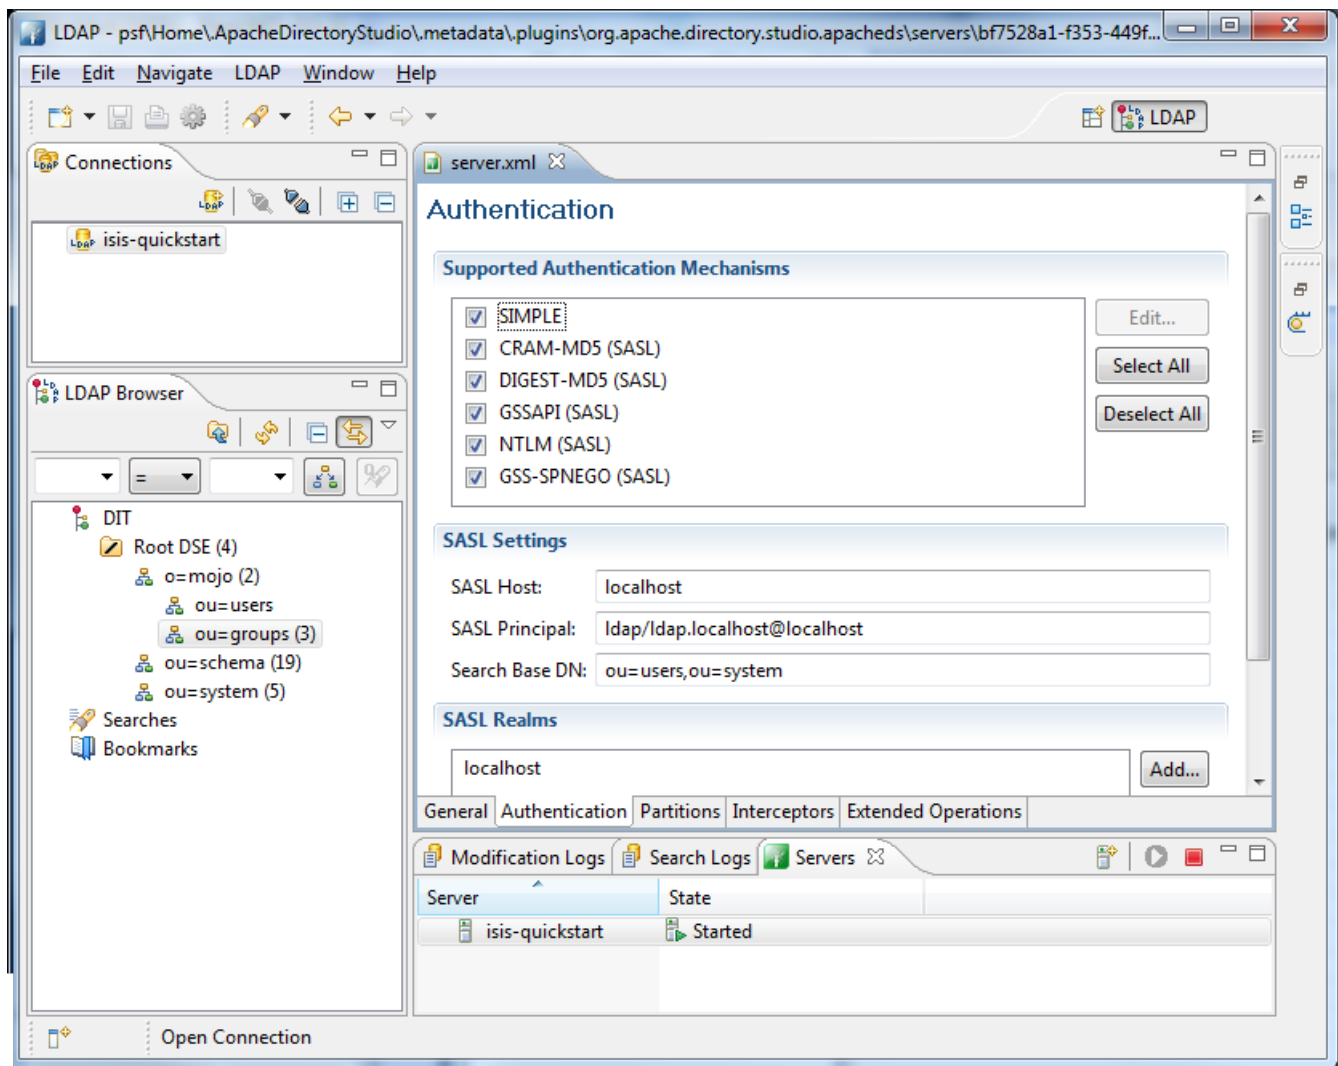 LDAP - psf\Home\.ApacheDirectoryStudio\.metadata\.plugins\org.apache.directory.studio.apacheds\servers\bf7528a1-f353-449f...
File Edit Navigate LDAP Window Help
LDAP
Connections
isis-quickstart
LDAP Browser
=
DIT
Root DSE (4)
o=mojo (2)
ou=users
ou=groups (3)
ou=schema (19)
ou=system (5)
Searches
Bookmarks
server.xml
Authentication
Supported Authentication Mechanisms
SIMPLE
CRAM-MD5 (SASL)
DIGEST-MD5 (SASL)
GSSAPI (SASL)
NTLM (SASL)
GSS-SPNEGO (SASL)
Edit...
Select All
Deselect All
SASL Settings
SASL Host: localhost
SASL Principal: ldap/ldap.localhost@localhost
Search Base DN: ou=users,ou=system
SASL Realms
localhost
Add...
General Authentication Partitions Interceptors Extended Operations
Modification Logs Search Logs Servers
Server State
isis-quickstart Started
Open Connection